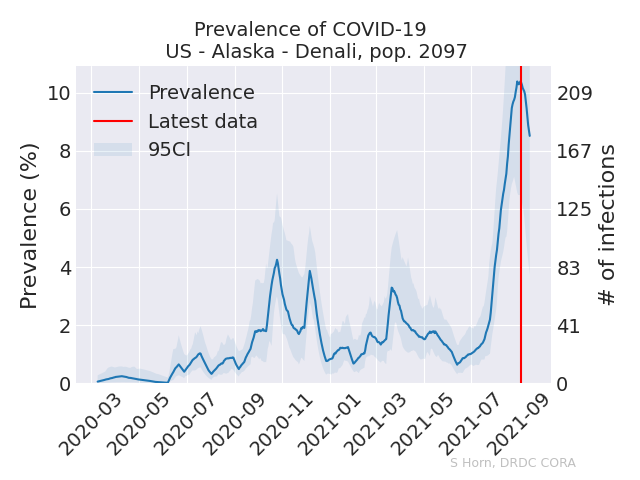 Prevalence of COVID-19
US - Alaska - Denali, pop. 2097
Prevalence
Latest data
95CI
Prevalence (%)
10
8
6
4
2
0
209
167
125
83
41
0
# of infections
2020-03
2020-05
2020-07
2020-09
2020-11
2021-01
2021-03
2021-05
2021-07
2021-09
S Horn, DRDC CORA